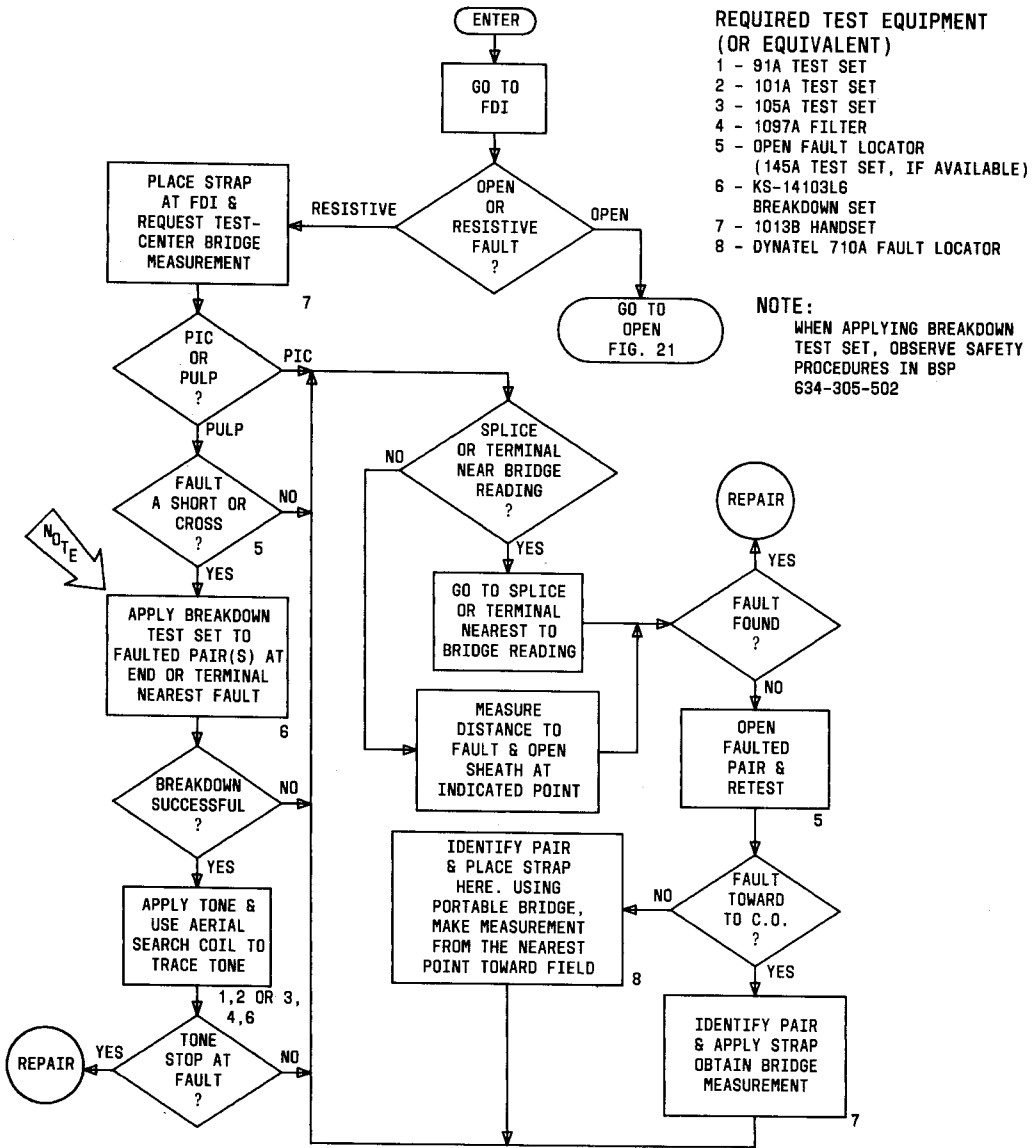 ENTER
GO TO
FDI
OPEN
OR
RESISTIVE
FAULT
?
RESISTIVE
OPEN
GO TO
OPEN
FIG. 21
REQUIRED TEST EQUIPMENT
(OR EQUIVALENT)
1 - 91A TEST SET
2 - 101A TEST SET
3 - 105A TEST SET
4 - 1097A FILTER
5 - OPEN FAULT LOCATOR
(145A TEST SET, IF AVAILABLE)
6 - KS-14103L6
BREAKDOWN SET
7 - 1013B HANDSET
8 - DYNATEL 710A FAULT LOCATOR
NOTE:
WHEN APPLYING BREAKDOWN
TEST SET, OBSERVE SAFETY
PROCEDURES IN BSP
634-305-502
PLACE STRAP
AT FDI &
REQUEST TEST-
CENTER BRIDGE
MEASUREMENT
7
PIC
OR
PULP
?
PIC
PULP
FAULT
A SHORT OR
CROSS
?
NO
5
YES
NOTE
APPLY BREAKDOWN
TEST SET TO
FAULTED PAIR(S) AT
END OR TERMINAL
NEAREST FAULT
6
BREAKDOWN
SUCCESSFUL
?
NO
YES
APPLY TONE &
USE AERIAL
SEARCH COIL TO
TRACE TONE
1,2 OR 3,
4,6
TONE
STOP AT
FAULT
?
YES
NO
REPAIR
SPLICE
OR TERMINAL
NEAR BRIDGE
READING
?
NO
YES
GO TO SPLICE
OR TERMINAL
NEAREST TO
BRIDGE READING
MEASURE
DISTANCE TO
FAULT & OPEN
SHEATH AT
INDICATED POINT
REPAIR
YES
FAULT
FOUND
?
NO
OPEN
FAULTED
PAIR &
RETEST
5
FAULT
TOWARD
TO C.O.
?
NO
YES
IDENTIFY PAIR
& PLACE STRAP
HERE. USING
PORTABLE BRIDGE,
MAKE MEASUREMENT
FROM THE NEAREST
POINT TOWARD FIELD
8
IDENTIFY PAIR
& APPLY STRAP
OBTAIN BRIDGE
MEASUREMENT
7